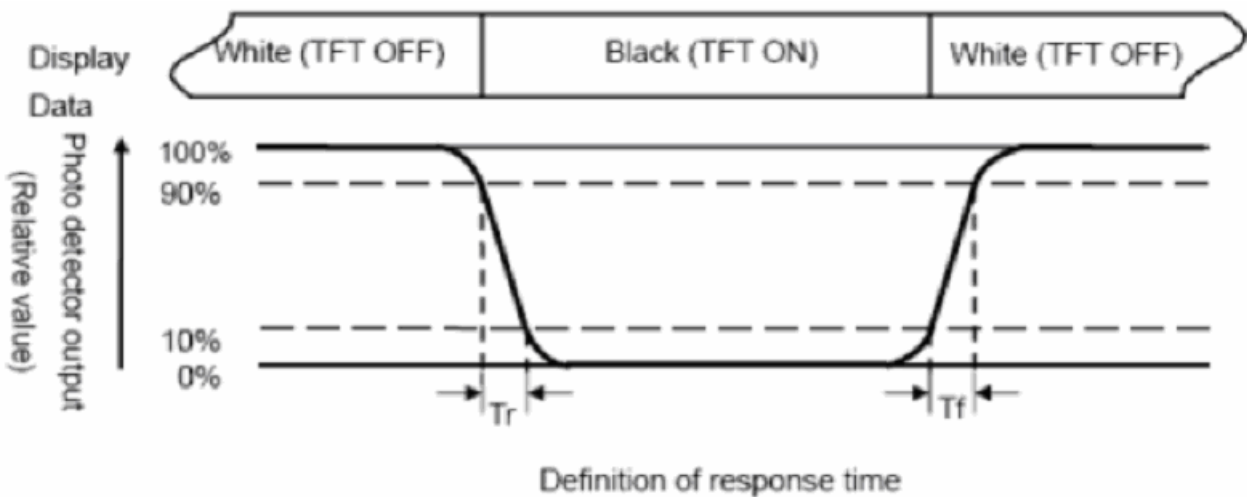 Display
Data
White (TFT OFF)
Black (TFT ON)
White (TFT OFF)
Photo detector output
(Relative value)
100%
90%
10%
0%
Tr
Tf
Definition of response time